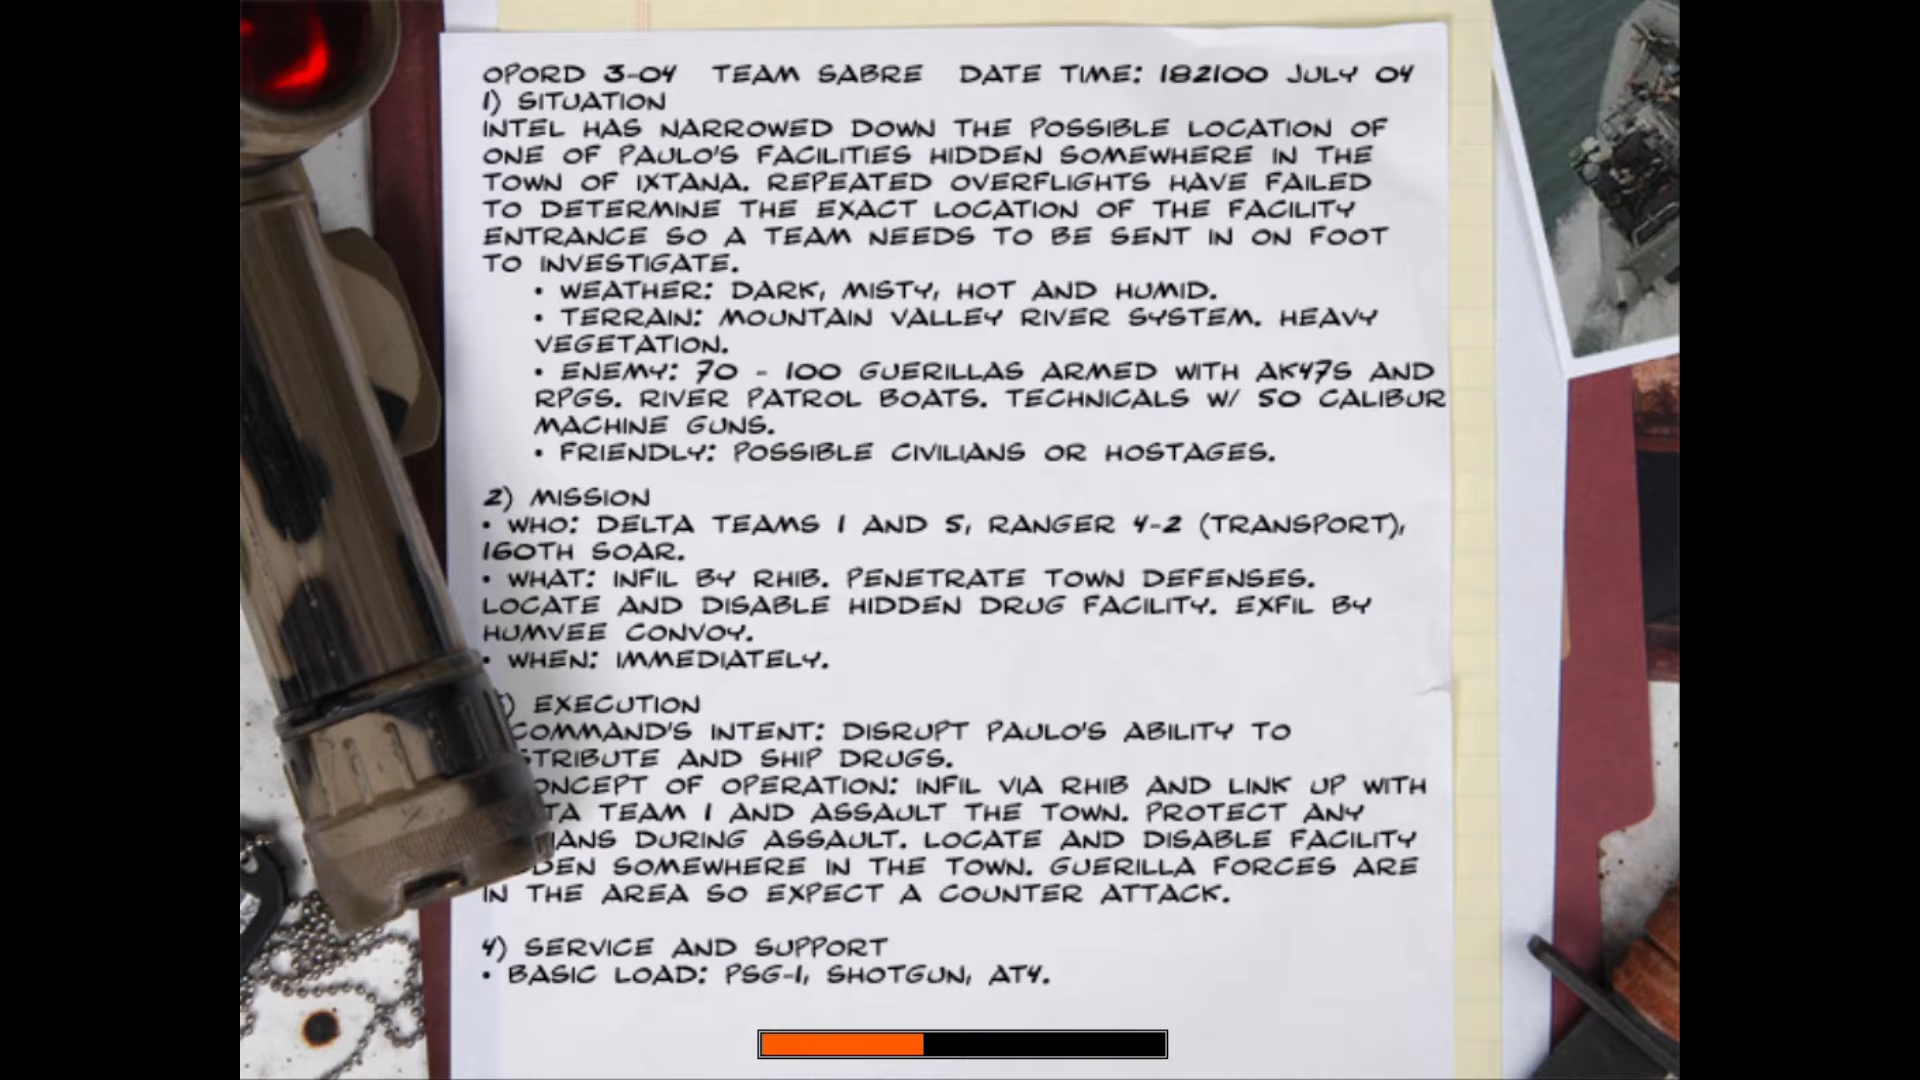 OPORD 3-04 TEAM SABRE DATE TIME: 182100 JULY 04
1) SITUATION
INTEL HAS NARROWED DOWN THE POSSIBLE LOCATION OF
ONE OF PAULO'S FACILITIES HIDDEN SOMEWHERE IN THE
TOWN OF IXTANA. REPEATED OVERFLIGHTS HAVE FAILED
TO DETERMINE THE EXACT LOCATION OF THE FACILITY
ENTRANCE SO A TEAM NEEDS TO BE SENT IN ON FOOT
TO INVESTIGATE.
• WEATHER: DARK, MISTY, HOT AND HUMID.
• TERRAIN: MOUNTAIN VALLEY RIVER SYSTEM. HEAVY
VEGETATION.
• ENEMY: 70 - 100 GUERILLAS ARMED WITH AK47S AND
RPGS. RIVER PATROL BOATS. TECHNICALS W/ 50 CALIBUR
MACHINE GUNS.
• FRIENDLY: POSSIBLE CIVILIANS OR HOSTAGES.
2) MISSION
• WHO: DELTA TEAMS 1 AND 5, RANGER 4-2 (TRANSPORT),
160TH SOAR.
• WHAT: INFIL BY RHIB. PENETRATE TOWN DEFENSES.
LOCATE AND DISABLE HIDDEN DRUG FACILITY. EXFIL BY
HUMVEE CONVOY.
• WHEN: IMMEDIATELY.
) EXECUTION
COMMAND'S INTENT: DISRUPT PAULO'S ABILITY TO
STRIBUTE AND SHIP DRUGS.
ONCEPT OF OPERATION: INFIL VIA RHIB AND LINK UP WITH
TA TEAM 1 AND ASSAULT THE TOWN. PROTECT ANY
IANS DURING ASSAULT. LOCATE AND DISABLE FACILITY
DEN SOMEWHERE IN THE TOWN. GUERILLA FORCES ARE
IN THE AREA SO EXPECT A COUNTER ATTACK.
4) SERVICE AND SUPPORT
• BASIC LOAD: PSG-1, SHOTGUN, AT4.